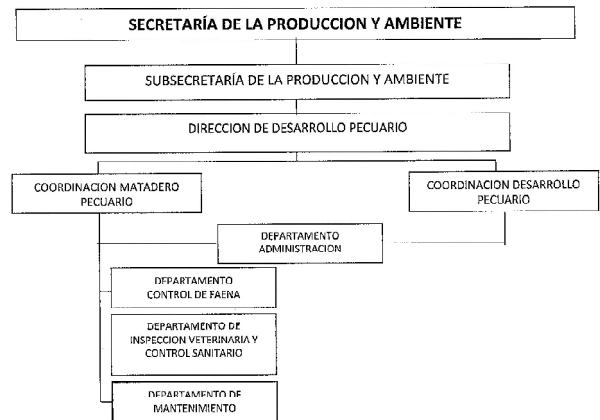 SECRETARÍA DE LA PRODUCCION Y AMBIENTE
SUBSECRETARÍA DE LA PRODUCCION Y AMBIENTE
DIRECCION DE DESARROLLO PECUARIO
COORDINACION MATADERO
PECUARIO
COORDINACION DESARROLLO
PECUARIO
DEPARTAMENTO
ADMINISTRACION
DEPARTAMENTO
CONTROL DE FAENA
DEPARTAMENTO DE
INSPECCION VETERINARIA Y
CONTROL SANITARIO
DEPARTAMENTO DE
MANTENIMIENTO